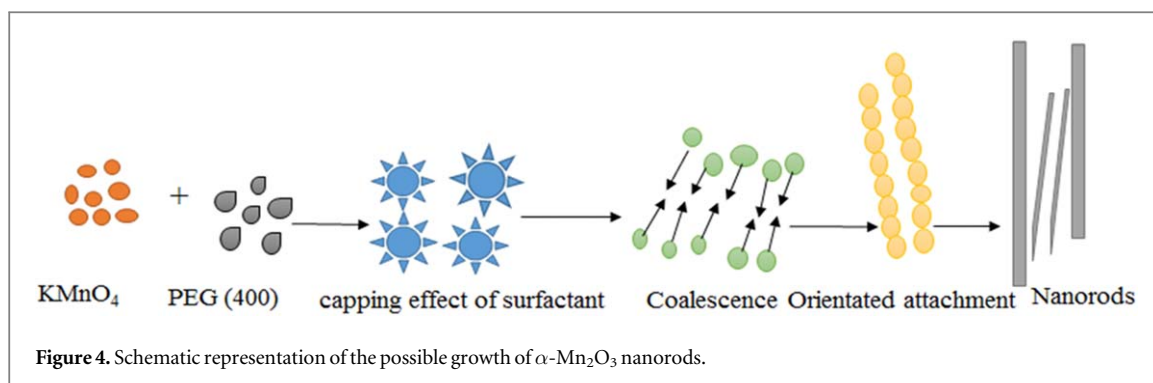 +
KMnO₄ PEG (400) capping effect of surfactant Coalescence Orientated attachment Nanorods
Figure 4. Schematic representation of the possible growth of α-Mn₂O₃ nanorods.